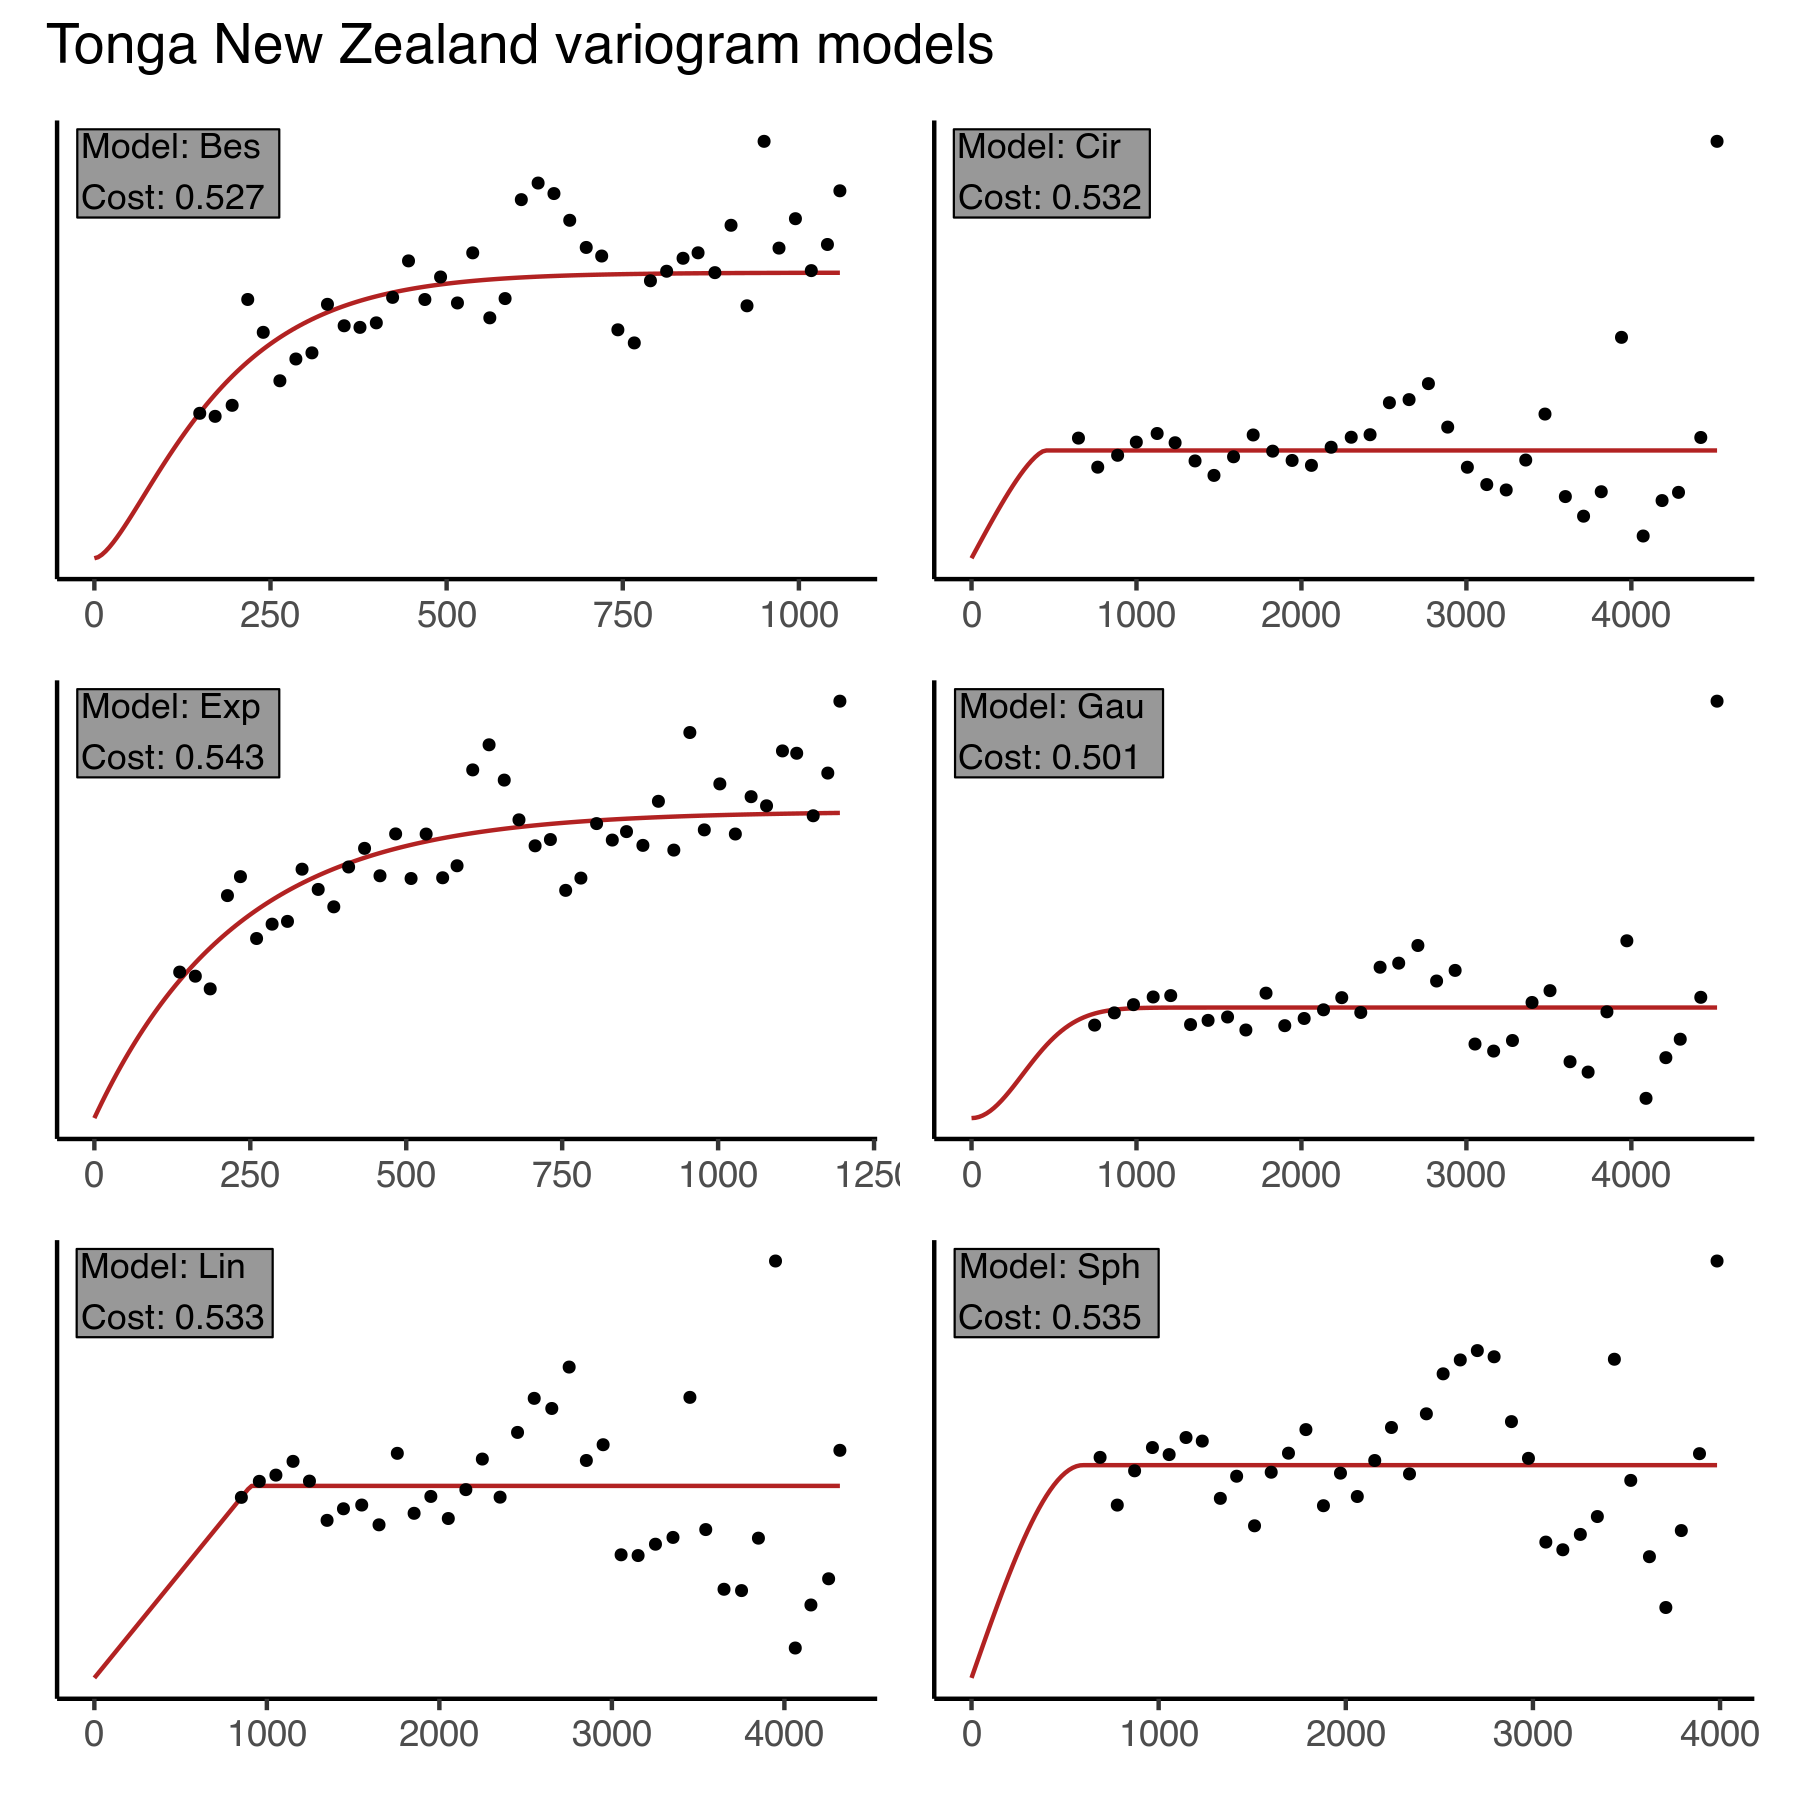 Tonga New Zealand variogram models
Model: Bes
Cost: 0.527
0 250 500 750 1000
Model: Cir
Cost: 0.532
0 1000 2000 3000 4000
Model: Exp
Cost: 0.543
0 250 500 750 1000 125
Model: Gau
Cost: 0.501
0 1000 2000 3000 4000
Model: Lin
Cost: 0.533
0 1000 2000 3000 4000
Model: Sph
Cost: 0.535
0 1000 2000 3000 4000